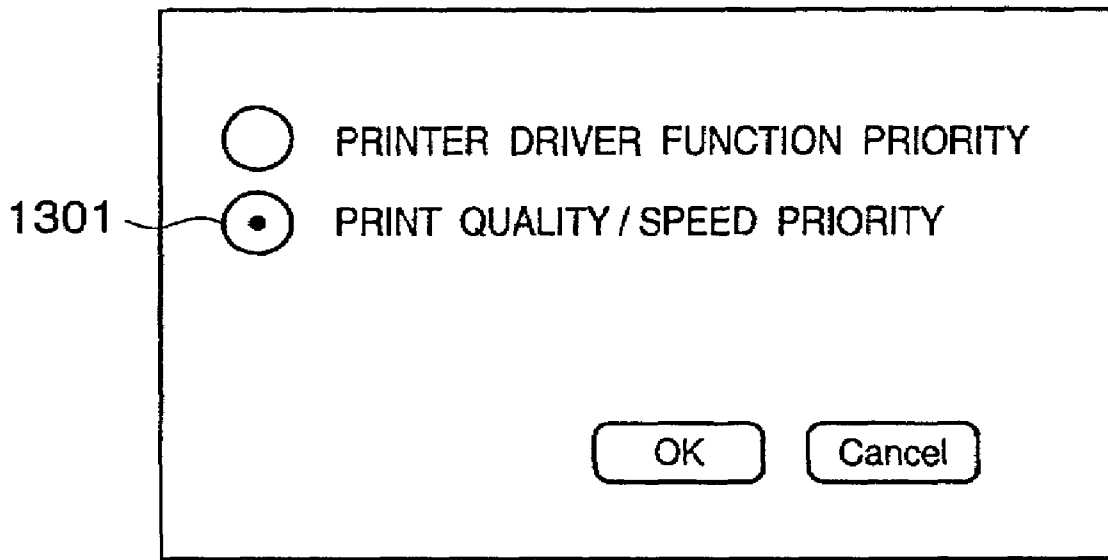 PRINTER DRIVER FUNCTION PRIORITY
1301
PRINT QUALITY / SPEED PRIORITY
OK
Cancel